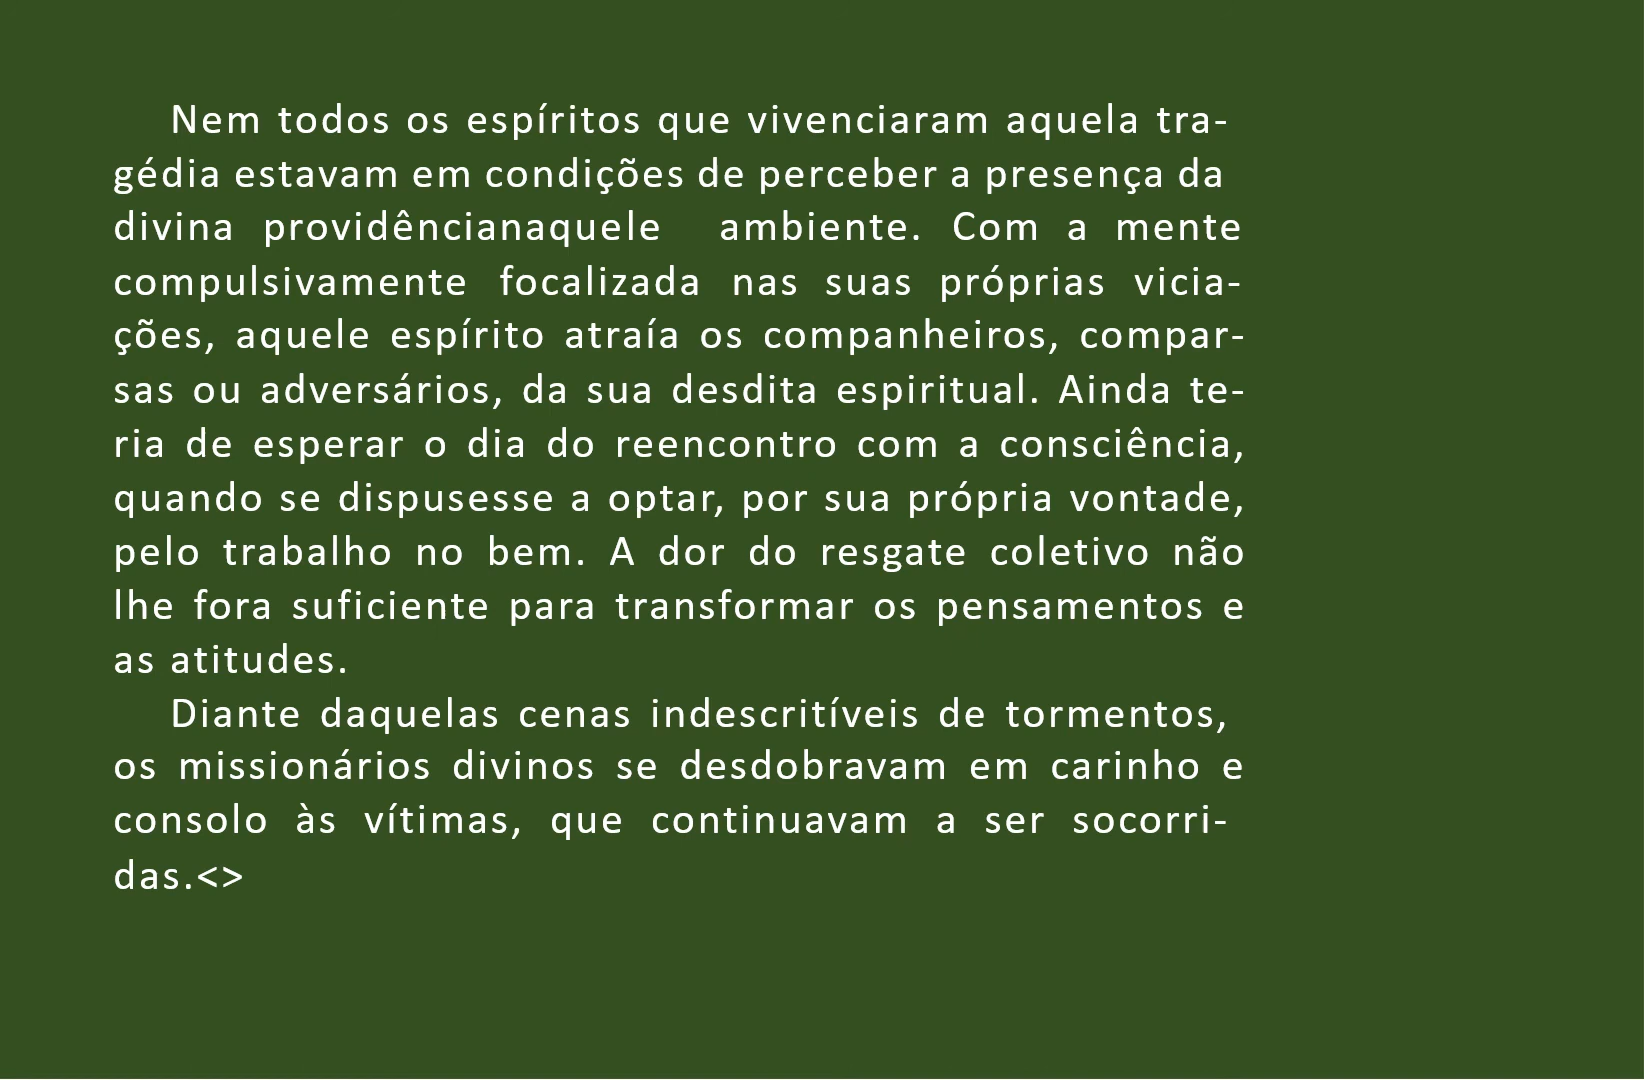 Nem todos os espíritos que vivenciaram aquela tra-
gédia estavam em condições de perceber a presença da
divina providêncianaquele ambiente. Com a mente
compulsivamente focalizada nas suas próprias vicia-
ções, aquele espírito atraía os companheiros, compar-
sas ou adversários, da sua desdita espiritual. Ainda te-
ria de esperar o dia do reencontro com a consciência,
quando se dispusesse a optar, por sua própria vontade,
pelo trabalho no bem. A dor do resgate coletivo não
lhe fora suficiente para transformar os pensamentos e
as atitudes.
Diante daquelas cenas indescritíveis de tormentos,
os missionários divinos se desdobravam em carinho e
consolo às vítimas, que continuavam a ser socorri-
das.<>